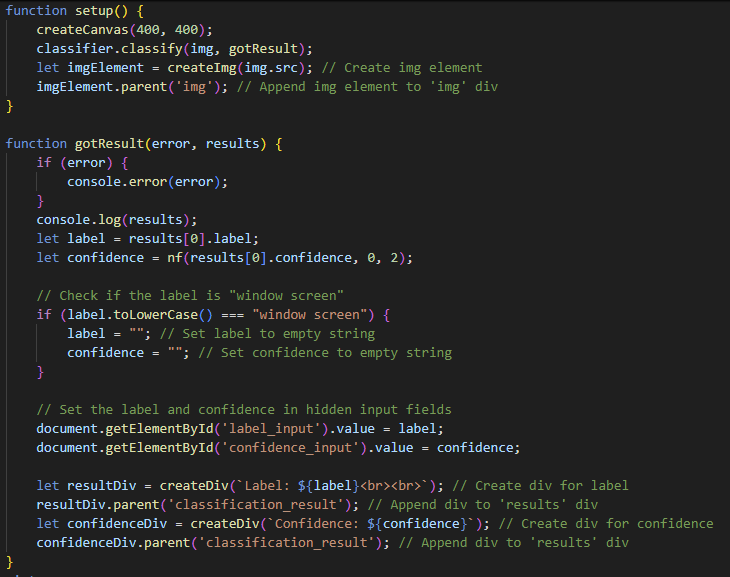 function setup() {
    createCanvas(400, 400);
    classifier.classify(img, gotResult);
    let imgElement = createImg(img.src); // Create img element
    imgElement.parent('img'); // Append img element to 'img' div
}

function gotResult(error, results) {
    if (error) {
        console.error(error);
    }
    console.log(results);
    let label = results[0].label;
    let confidence = nf(results[0].confidence, 0, 2);

    // Check if the label is "window screen"
    if (label.toLowerCase() === "window screen") {
        label = ""; // Set label to empty string
        confidence = ""; // Set confidence to empty string
    }

    // Set the label and confidence in hidden input fields
    document.getElementById('label_input').value = label;
    document.getElementById('confidence_input').value = confidence;

    let resultDiv = createDiv(`Label: ${label}<br><br>`); // Create div for label
    resultDiv.parent('classification_result'); // Append div to 'results' div
    let confidenceDiv = createDiv(`Confidence: ${confidence}`); // Create div for confidence
    confidenceDiv.parent('classification_result'); // Append div to 'results' div
}